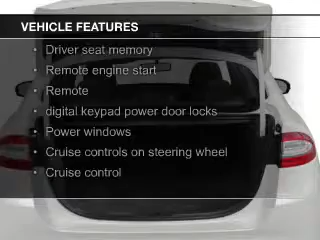 VEHICLE FEATURES
• Driver seat memory
• Remote engine start
• Remote
• digital keypad power door locks
• Power windows
• Cruise controls on steering wheel
• Cruise control